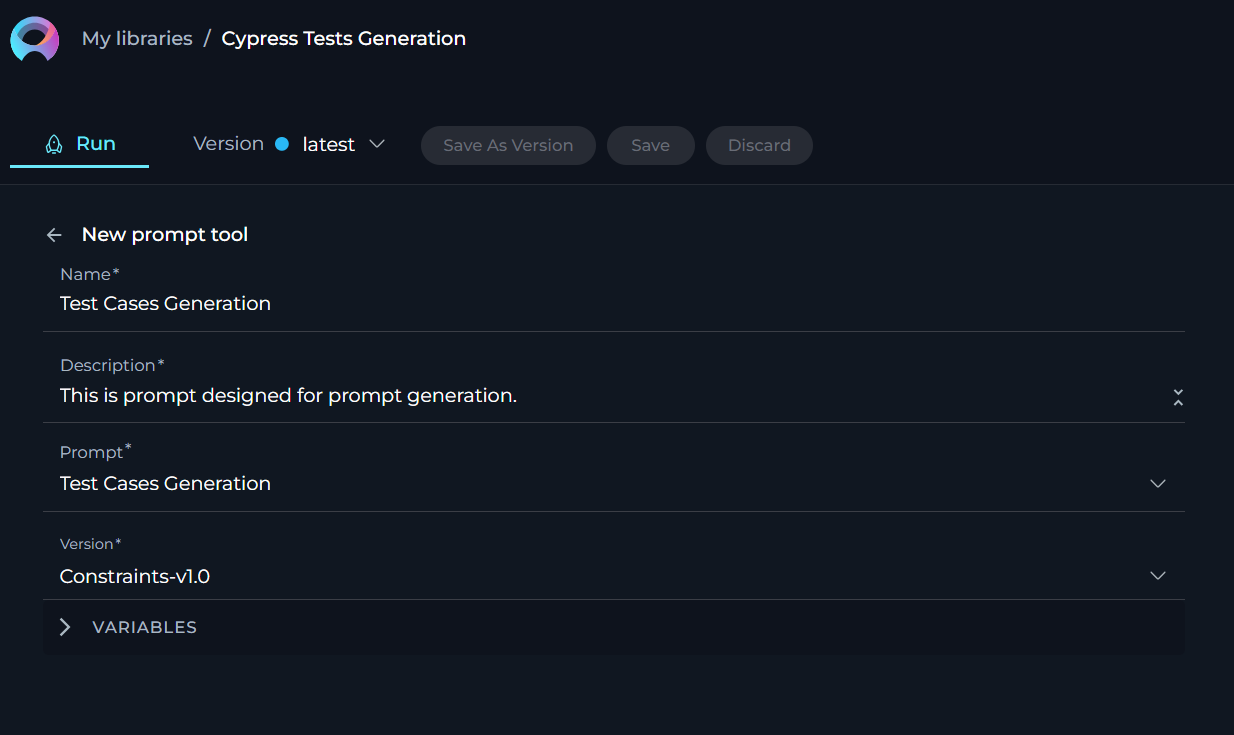 My libraries / Cypress Tests Generation
Run
Version latest
Save As Version
Save
Discard
New prompt tool
Name*
Test Cases Generation
Description*
This is prompt designed for prompt generation.
Prompt*
Test Cases Generation
Version*
Constraints-v1.0
VARIABLES